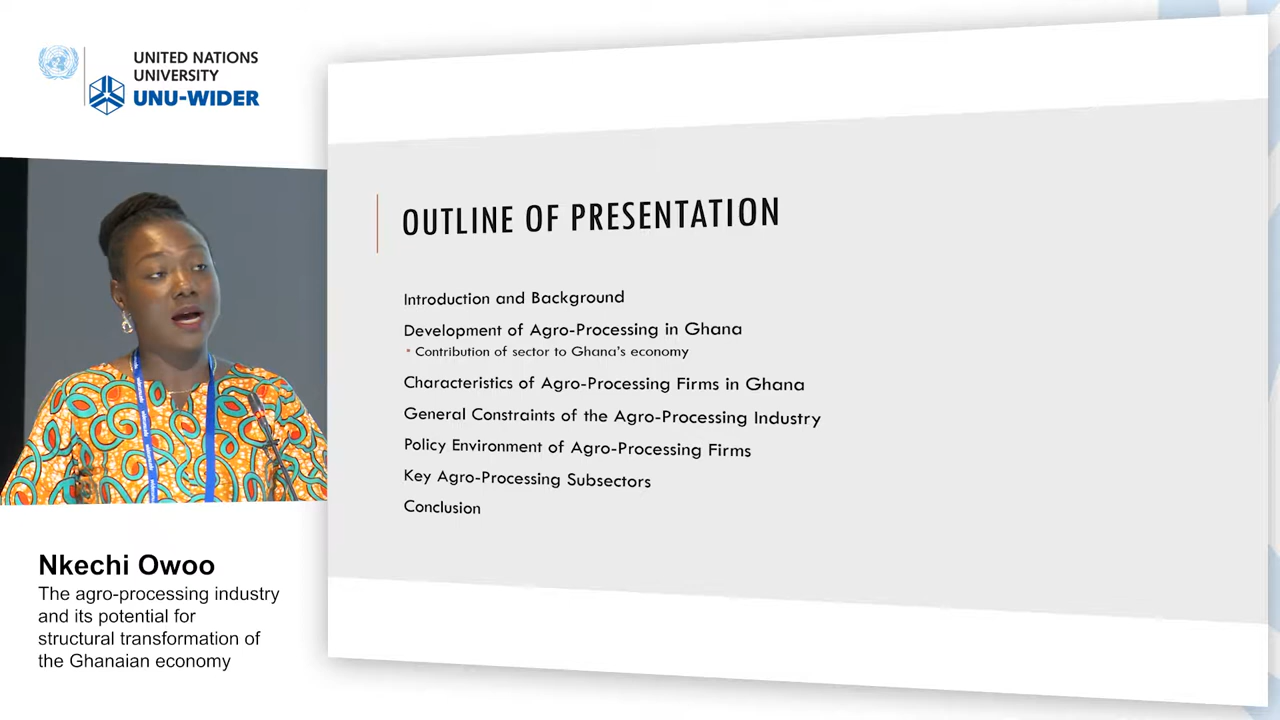 UNITED NATIONS
UNIVERSITY
UNU-WIDER
OUTLINE OF PRESENTATION
Introduction and Background
Development of Agro-Processing in Ghana
Contribution of sector to Ghana's economy
Characteristics of Agro-Processing Firms in Ghana
General Constraints of the Agro-Processing Industry
Policy Environment of Agro-Processing Firms
Key Agro-Processing Subsectors
Conclusion
Nkechi Owoo
The agro-processing industry
and its potential for
structural transformation of
the Ghanaian economy